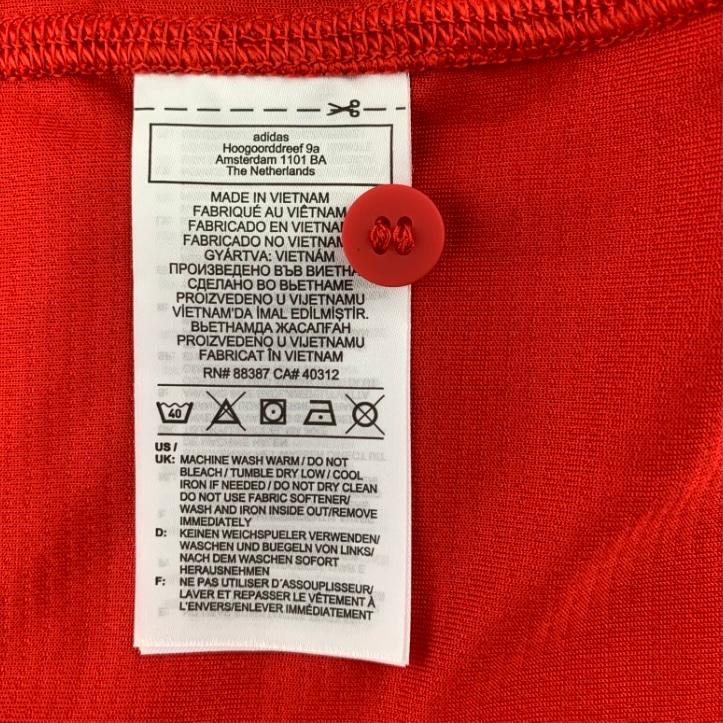 adidas
Hoogoorddreef 9a
Amsterdam 1101 BA
The Netherlands
MADE IN VIETNAM
FABRIQUÉ AU VIÊTNAM
FABRICADO EN
FABRICADO NO
GYÁRTVA: VIETNÁM
ПРОИЗВЕДЕНО ВЪВ
СДЕЛАНО ВО ВЬЕТНАМЕ
PROIZVEDENO U VIJETNAMU
VİETNAM'DA İMAL EDİLMİŞTİR.
ВЬЕТНАМДА ЖАСАЛҒАН
PROIZVEDENO U VIJETNAMU
FABRICAT ÎN VIETNAM
RN# 88387 CA# 40312
40
US /
UK: MACHINE WASH WARM / DO NOT
BLEACH / TUMBLE DRY LOW / COOL
IRON IF NEEDED / DO NOT DRY CLEAN
DO NOT USE FABRIC SOFTENER/
WASH AND IRON INSIDE OUT/REMOVE
IMMEDIATELY
D: KEINEN WEICHSPUELER VERWENDEN/
WASCHEN UND BUEGELN VON LINKS/
NACH DEM WASCHEN SOFORT
HERAUSNEHMEN
F: NE PAS UTILISER D'ASSOUPLISSEUR/
LAVER ET REPASSER LE VÊTEMENT À
L'ENVERS/ENLEVER IMMÉDIATEMENT